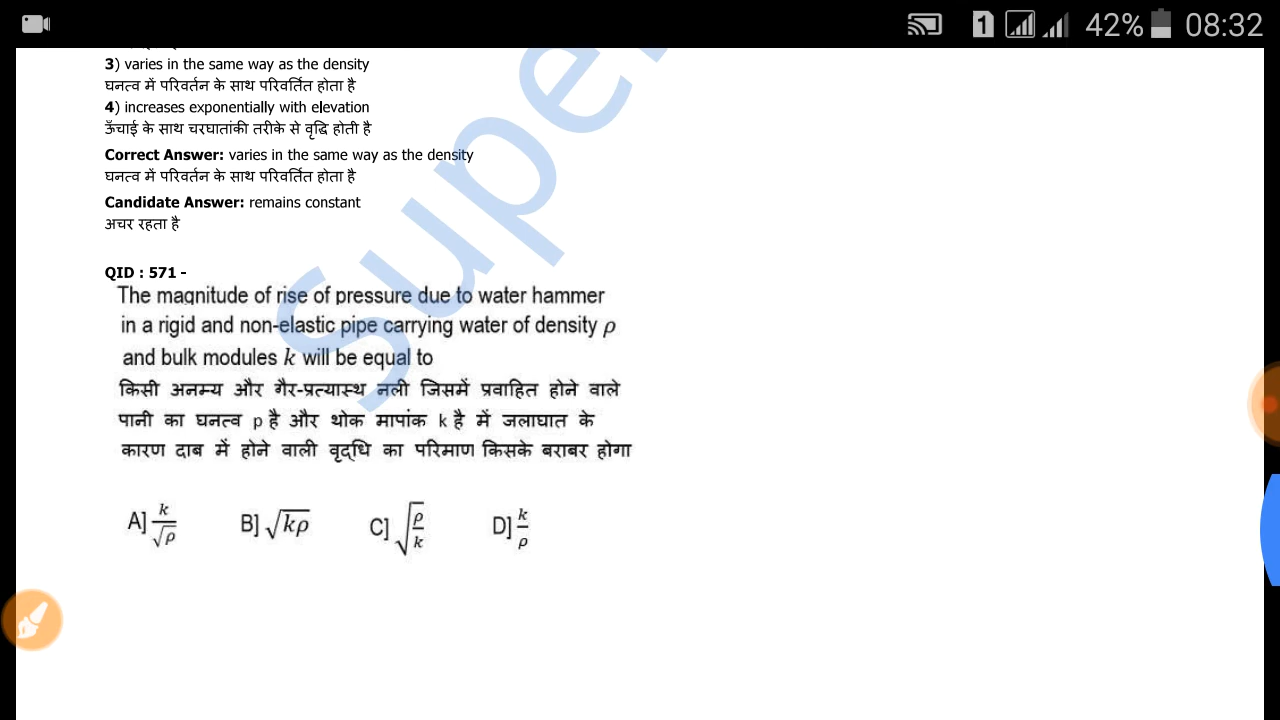 1 42% 08:32
3) varies in the same way as the density
घनत्व में परिवर्तन के साथ परिवर्तित होता है
4) increases exponentially with elevation
ऊँचाई के साथ चरघातांकी तरीके से वृद्धि होती है
Correct Answer: varies in the same way as the density
घनत्व में परिवर्तन के साथ परिवर्तित होता है
Candidate Answer: remains constant
अचर रहता है
QID : 571 -
The magnitude of rise of pressure due to water hammer
in a rigid and non-elastic pipe carrying water of density ρ
and bulk modules k will be equal to
किसी अनम्य और गैर-प्रत्यास्थ नली जिसमें प्रवाहित होने वाले
पानी का घनत्व p है और थोक मापांक k है में जलाघात के
कारण दाब में होने वाली वृद्धि का परिमाण किसके बराबर होगा
A] k/√ρ B] √kρ C] √ρ/k D] k/ρ
Super